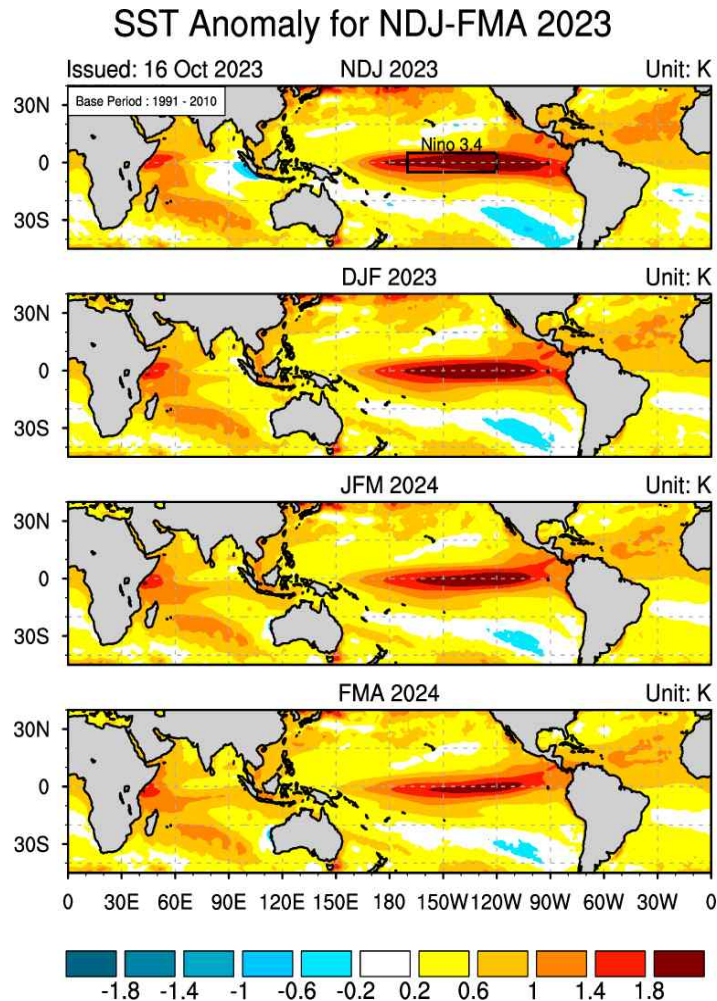 SST Anomaly for NDJ-FMA 2023
Issued: 16 Oct 2023 NDJ 2023 Unit: K
Base Period : 1991 - 2010
30N
Nino 3.4
0
30S
DJF 2023 Unit: K
30N
0
30S
JFM 2024 Unit: K
30N
0
30S
FMA 2024 Unit: K
30N
0
30S
0 30E 60E 90E 120E 150E 180 150W 120W 90W 60W 30W 0
-1.8 -1.4 -1 -0.6 -0.2 0.2 0.6 1 1.4 1.8